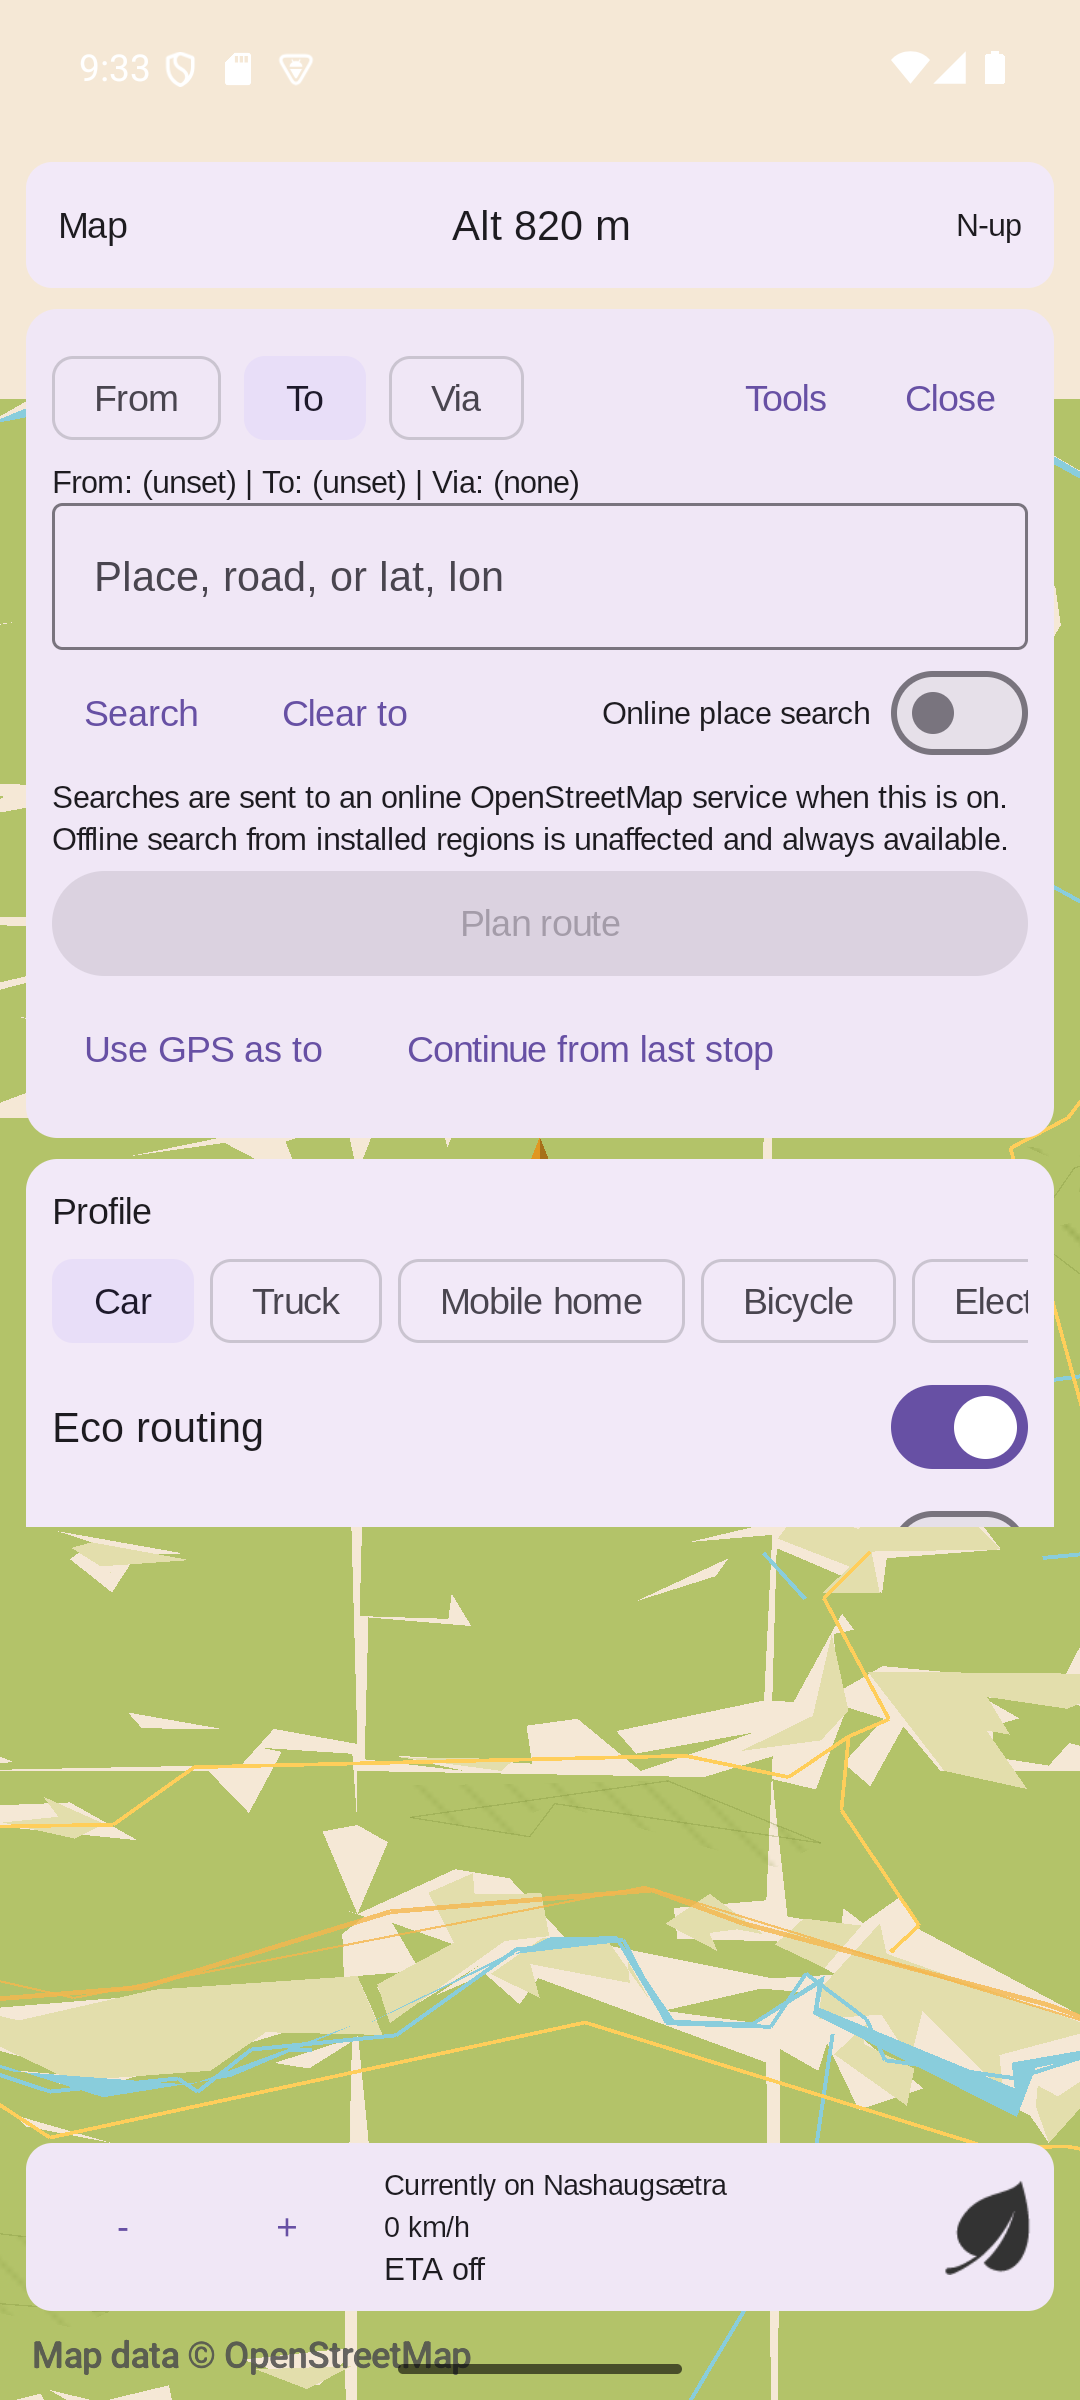 9:33
Map
Alt 820 m
N-up
From
To
Via
Tools
Close
From: (unset) | To: (unset) | Via: (none)
Place, road, or lat, lon
Search
Clear to
Online place search
Searches are sent to an online OpenStreetMap service when this is on.
Offline search from installed regions is unaffected and always available.
Plan route
Use GPS as to
Continue from last stop
Profile
Car
Truck
Mobile home
Bicycle
Elect
Eco routing
Currently on Nashaugsætra
-
+
0 km/h
ETA off
Map data © OpenStreetMap